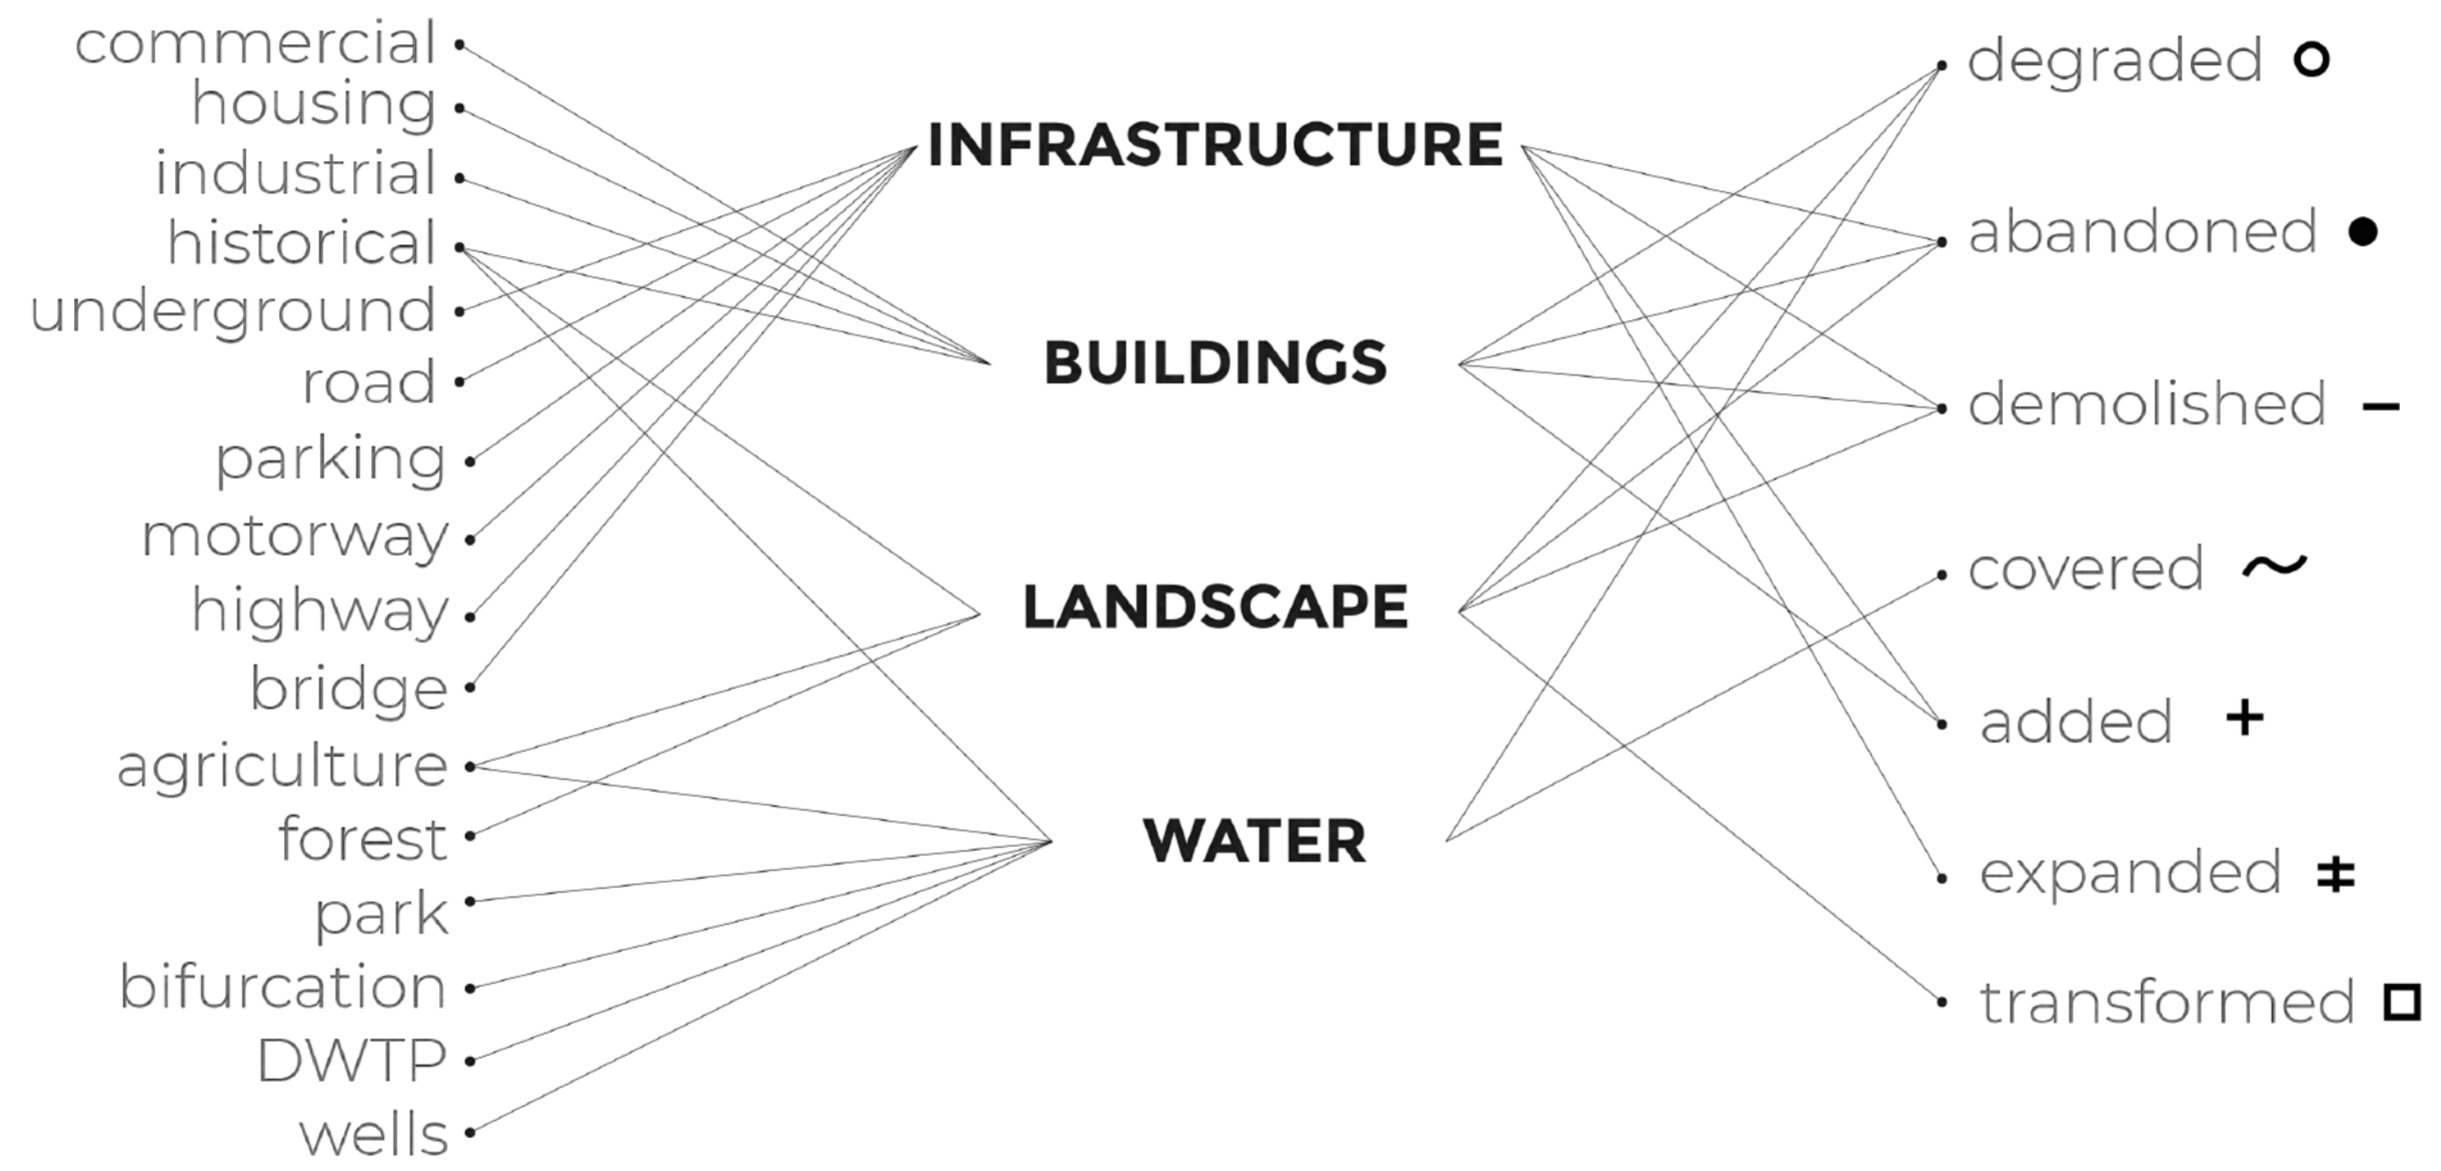 commercial
housing
industrial
historical
underground
road
parking
motorway
highway
bridge
agriculture
forest
park
bifurcation
DWTP
wells
INFRASTRUCTURE
BUILDINGS
LANDSCAPE
WATER
degraded
abandoned
demolished –
covered ~
added +
expanded ‡
transformed